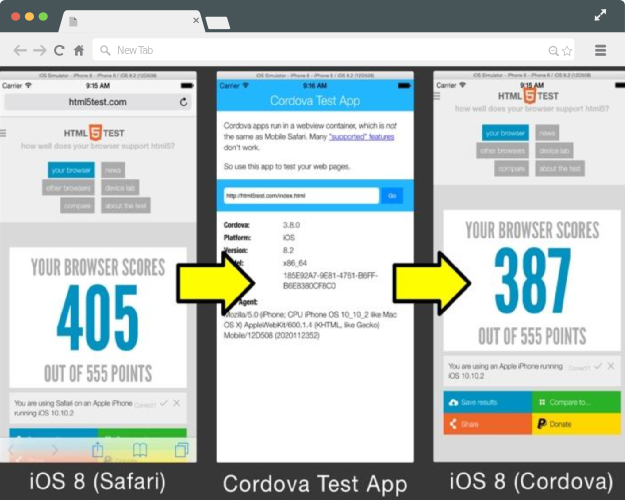 New Tab
iOS Simulator - iPhone 6 - iPhone 6 / iOS 8.2 (12D508)
Carrier 9:15 AM
html5test.com
HTML 5 TEST
how well does your browser support html5?
your browser news
other browsers device lab
compare about the test
YOUR BROWSER SCORES
405
OUT OF 555 POINTS
You are using Safari on an Apple iPhone
running iOS 10.10.2
Correct?
iOS 8 (Safari)
iOS Simulator - iPhone 6 - iPhone 6 / iOS 8.2 (12D508)
Carrier 9:16 AM
Cordova Test App
Cordova apps run in a webview container, which is not
the same as Mobile Safari. Many "supported" features
don't work.
So use this app to test your web pages.
http://html5test.com/index.html Go
Cordova: 3.8.0
Platform: iOS
Version: 8.2
x86_64
185E92A7-9E81-4751-B6FF-
B6E8380CF8C0
Agent:
Mozilla/5.0 (iPhone; CPU iPhone OS 10_10_2 like Mac
OS X) AppleWebKit/600.1.4 (KHTML, like Gecko)
Mobile/12D508 (2020112352)
Cordova Test App
iOS Simulator - iPhone 6 - iPhone 6 / iOS 8.2 (12D508)
Carrier 9:15 AM
HTML 5 TEST
how well does your browser support html5?
your browser news
other browsers device lab
compare about the test
YOUR BROWSER SCORES
387
OUT OF 555 POINTS
You are using an Apple iPhone running
iOS 10.10.2
Correct?
Save results Compare to...
Share Donate
iOS 8 (Cordova)